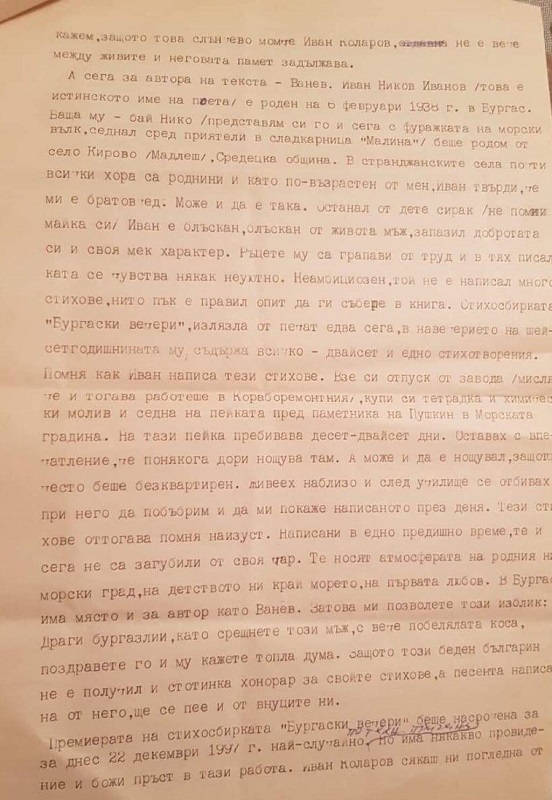 кажем,защото това слънчево момче Иван Коларов, не е вече
между живите и неговата памет задължава.
А сега за автора на текста - Ванев. Иван Ников Иванов /това е
истинското име на поета/ е роден на 6 февруари 1938 г. в Бургас.
Баща му - бай Нико /представям си го и сега с фуражката на морски
вълк,седнал сред приятели в сладкарница "Малина"/ беше родом от
село Кирово /Мадлеш/,Средецка община. В странджанските села почти
всички хора са роднини и като по-възрастен от мен,Иван твърди,че
ми е братовчед. Може и да е така. Останал от дете сирак /не помни
майка си/ Иван е блъскан,блъскан от живота мъж,запазил добротата
си и своя мек характер. Ръцете му са грапави от труд и в тях писал
ката се чувства някак неуютно. Неамбициозен,той не е написал много
стихове,нито пък е правил опит да ги събере в книга. Стихосбирката
"Бургаски вечери",излязла от печат едва сега,в навечерието на шей-
сетгодишнината му,съдържа всичко - двайсет и едно стихотворения.
Помня как Иван написа тези стихове. Взе си отпуск от завода /мисля
че и тогава работеше в Корабаремонтния/,купи си тетрадка и химичес
ки молив и седна на пейката пред паметника на Пушкин в Морската
градина. На тази пейка пребивава десет-двайсет дни. Оставах с впе-
чатление,че понякога дори нощува там. А може и да е нощувал,защото
често беше безквартирен. Живеех наблизо и след училище се отбивах
при него да побъбрим и да ми покаже написаното през деня. Тези сти
хове оттогава помня наизуст. Написани в едно предишно време,те и
сега не са загубили от своя чар. Те носят атмосферата на родния ни
морски град,на детството ни край морето,на първата любов. В Бургас
има място и за автор като Ванев. Затова ми позволете този изблик:
Драги бургазлии,като срещнете този мъж,с вече побелялата коса,
поздравете го и му кажете топла дума. Защото този беден българин
не е получил и стотинка хонорар за свойте стихове,а песента написа
на от него,ще се пее и от внуците ни.
Премиерата на стихосбирката "Бургаски вечери" беше насрочена за
за днес 22 декември 1997 г. най-случайно. Но има някакво провиде-
ние и божи пръст в тази работа. Иван Коларов сякаш ни погледна от